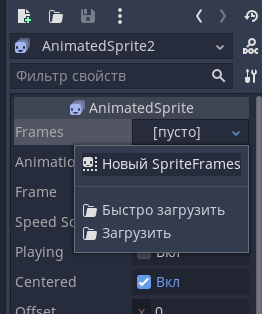 AnimatedSprite2
Фильтр свойств
AnimatedSprite
Frames [пусто]
Новый SpriteFrames
Быстро загрузить
Загрузить
Frame
Speed Sc
Playing Вкл
Centered Вкл
Offset x 0